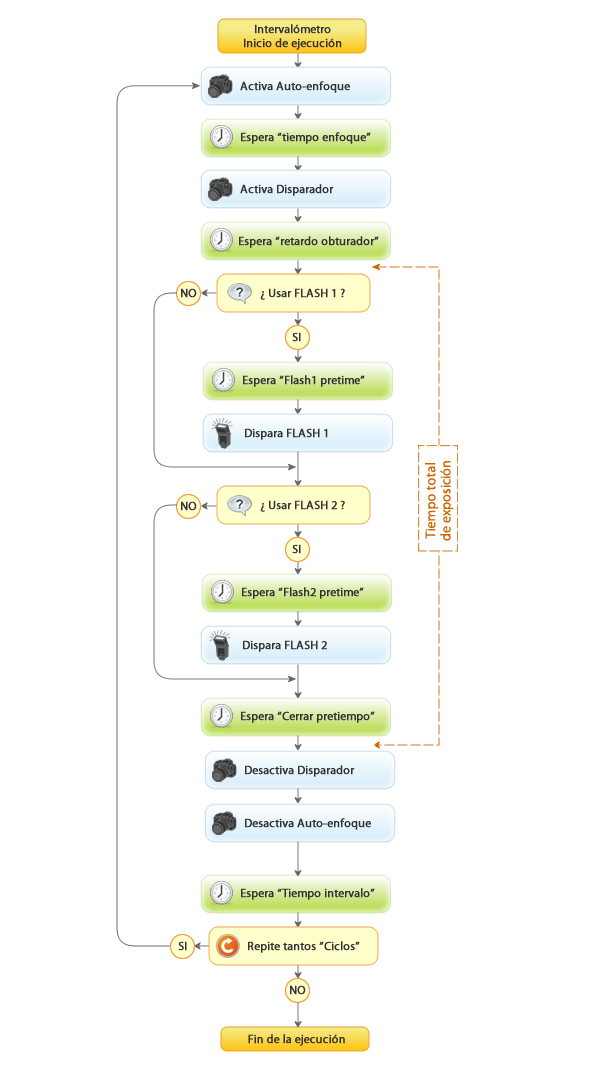 Intervalómetro
Inicio de ejecución
Activa Auto-enfoque
Espera “tiempo enfoque”
Activa Disparador
Espera “retardo obturador”
NO
¿ Usar FLASH 1 ?
SI
Espera “Flash1 pretime”
Dispara FLASH 1
Tiempo total
de exposición
NO
¿ Usar FLASH 2 ?
SI
Espera “Flash2 pretime”
Dispara FLASH 2
Espera “Cerrar pretiempo”
Desactiva Disparador
Desactiva Auto-enfoque
Espera “Tiempo intervalo”
SI
Repite tantos “Ciclos”
NO
Fin de la ejecución